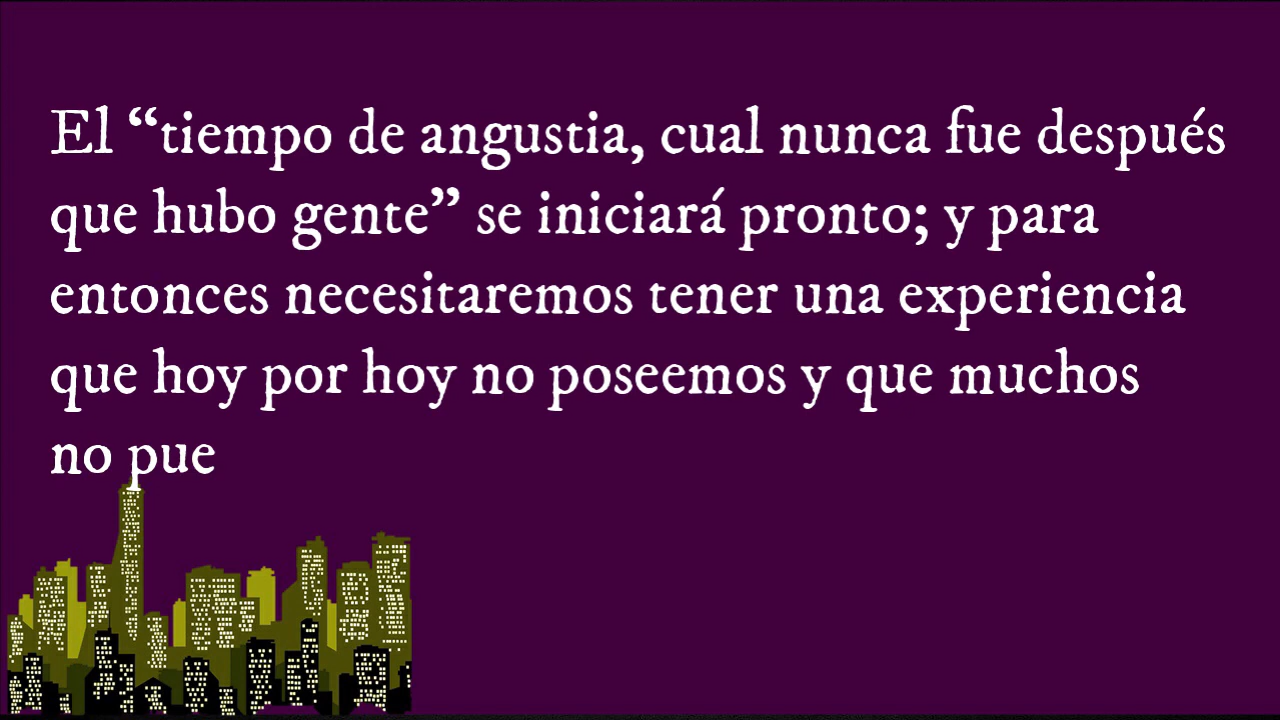 El “tiempo de angustia, cual nunca fue después
que hubo gente” se iniciará pronto; y para
entonces necesitaremos tener una experiencia
que hoy por hoy no poseemos y que muchos
no pue